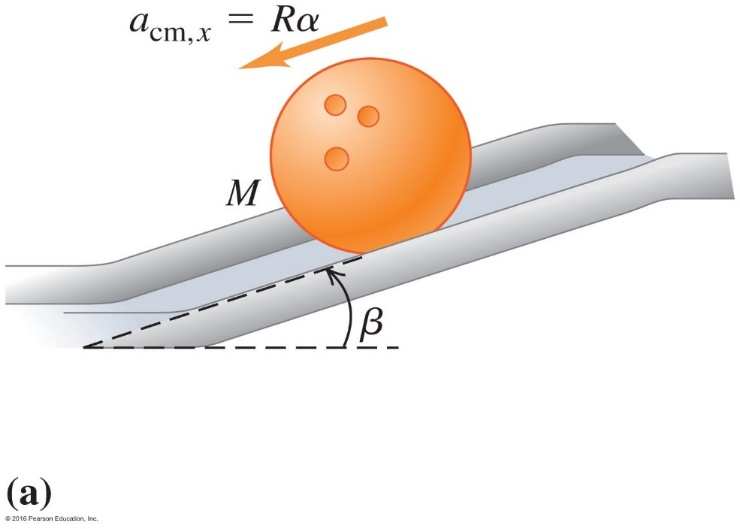 a_cm,x = Rα
M
β
(a)
© 2016 Pearson Education, Inc.